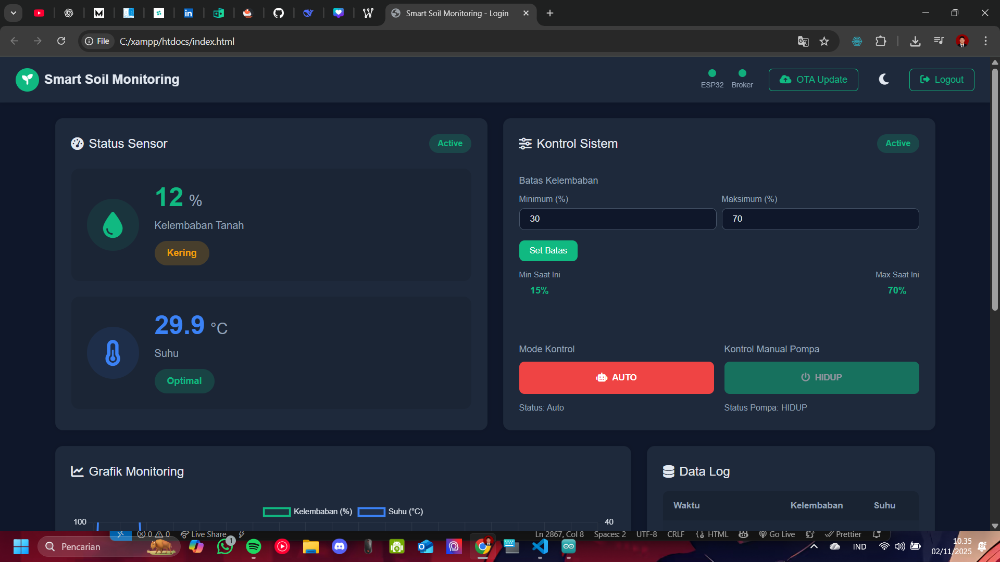 Smart Soil Monitoring - Login
File
C:/xampp/htdocs/index.html
Smart Soil Monitoring
ESP32
Broker
OTA Update
Logout
Status Sensor
Active
12 %
Kelembaban Tanah
Kering
29.9 °C
Suhu
Optimal
Kontrol Sistem
Active
Batas Kelembaban
Minimum (%)
Maksimum (%)
30
70
Set Batas
Min Saat Ini
Max Saat Ini
15%
70%
Mode Kontrol
Kontrol Manual Pompa
AUTO
HIDUP
Status: Auto
Status Pompa: HIDUP
Grafik Monitoring
Kelembaban (%)
Suhu (°C)
100
40
Data Log
Waktu
Kelembaban
Suhu
0
0
Live Share
Ln 2867, Col 8
Spaces: 2
UTF-8
CRLF
HTML
Go Live
Prettier
Pencarian
1
IND
10.35
02/11/2025